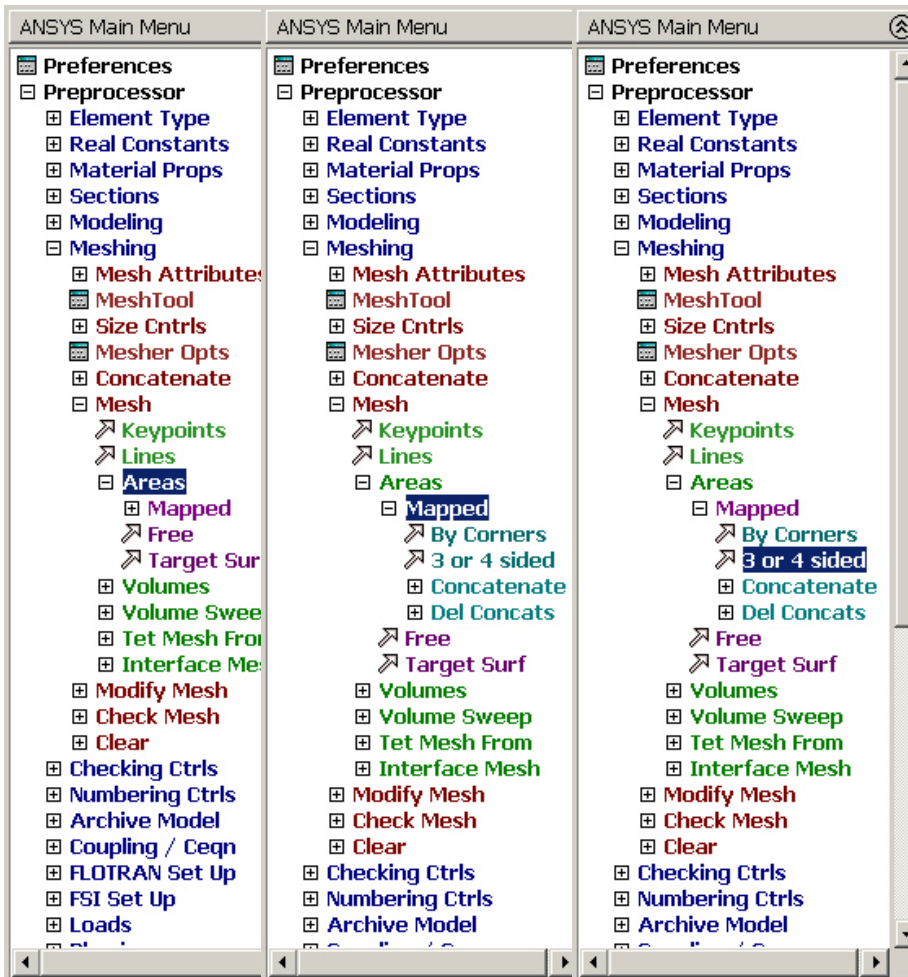 ANSYS Main Menu
Preferences
Preprocessor
Element Type
Real Constants
Material Props
Sections
Modeling
Meshing
Mesh Attributes
MeshTool
Size Cntrls
Mesher Opts
Concatenate
Mesh
Keypoints
Lines
Areas
Mapped
Free
Target Sur
Volumes
Volume Swee
Tet Mesh Fro
Interface Me
Modify Mesh
Check Mesh
Clear
Checking Ctrls
Numbering Ctrls
Archive Model
Coupling / Ceqn
FLOTRAN Set Up
FSI Set Up
Loads
ANSYS Main Menu
Preferences
Preprocessor
Element Type
Real Constants
Material Props
Sections
Modeling
Meshing
Mesh Attributes
MeshTool
Size Cntrls
Mesher Opts
Concatenate
Mesh
Keypoints
Lines
Areas
Mapped
By Corners
3 or 4 sided
Concatenate
Del Concats
Free
Target Surf
Volumes
Volume Sweep
Tet Mesh From
Interface Mesh
Modify Mesh
Check Mesh
Clear
Checking Ctrls
Numbering Ctrls
Archive Model
ANSYS Main Menu
Preferences
Preprocessor
Element Type
Real Constants
Material Props
Sections
Modeling
Meshing
Mesh Attributes
MeshTool
Size Cntrls
Mesher Opts
Concatenate
Mesh
Keypoints
Lines
Areas
Mapped
By Corners
3 or 4 sided
Concatenate
Del Concats
Free
Target Surf
Volumes
Volume Sweep
Tet Mesh From
Interface Mesh
Modify Mesh
Check Mesh
Clear
Checking Ctrls
Numbering Ctrls
Archive Model